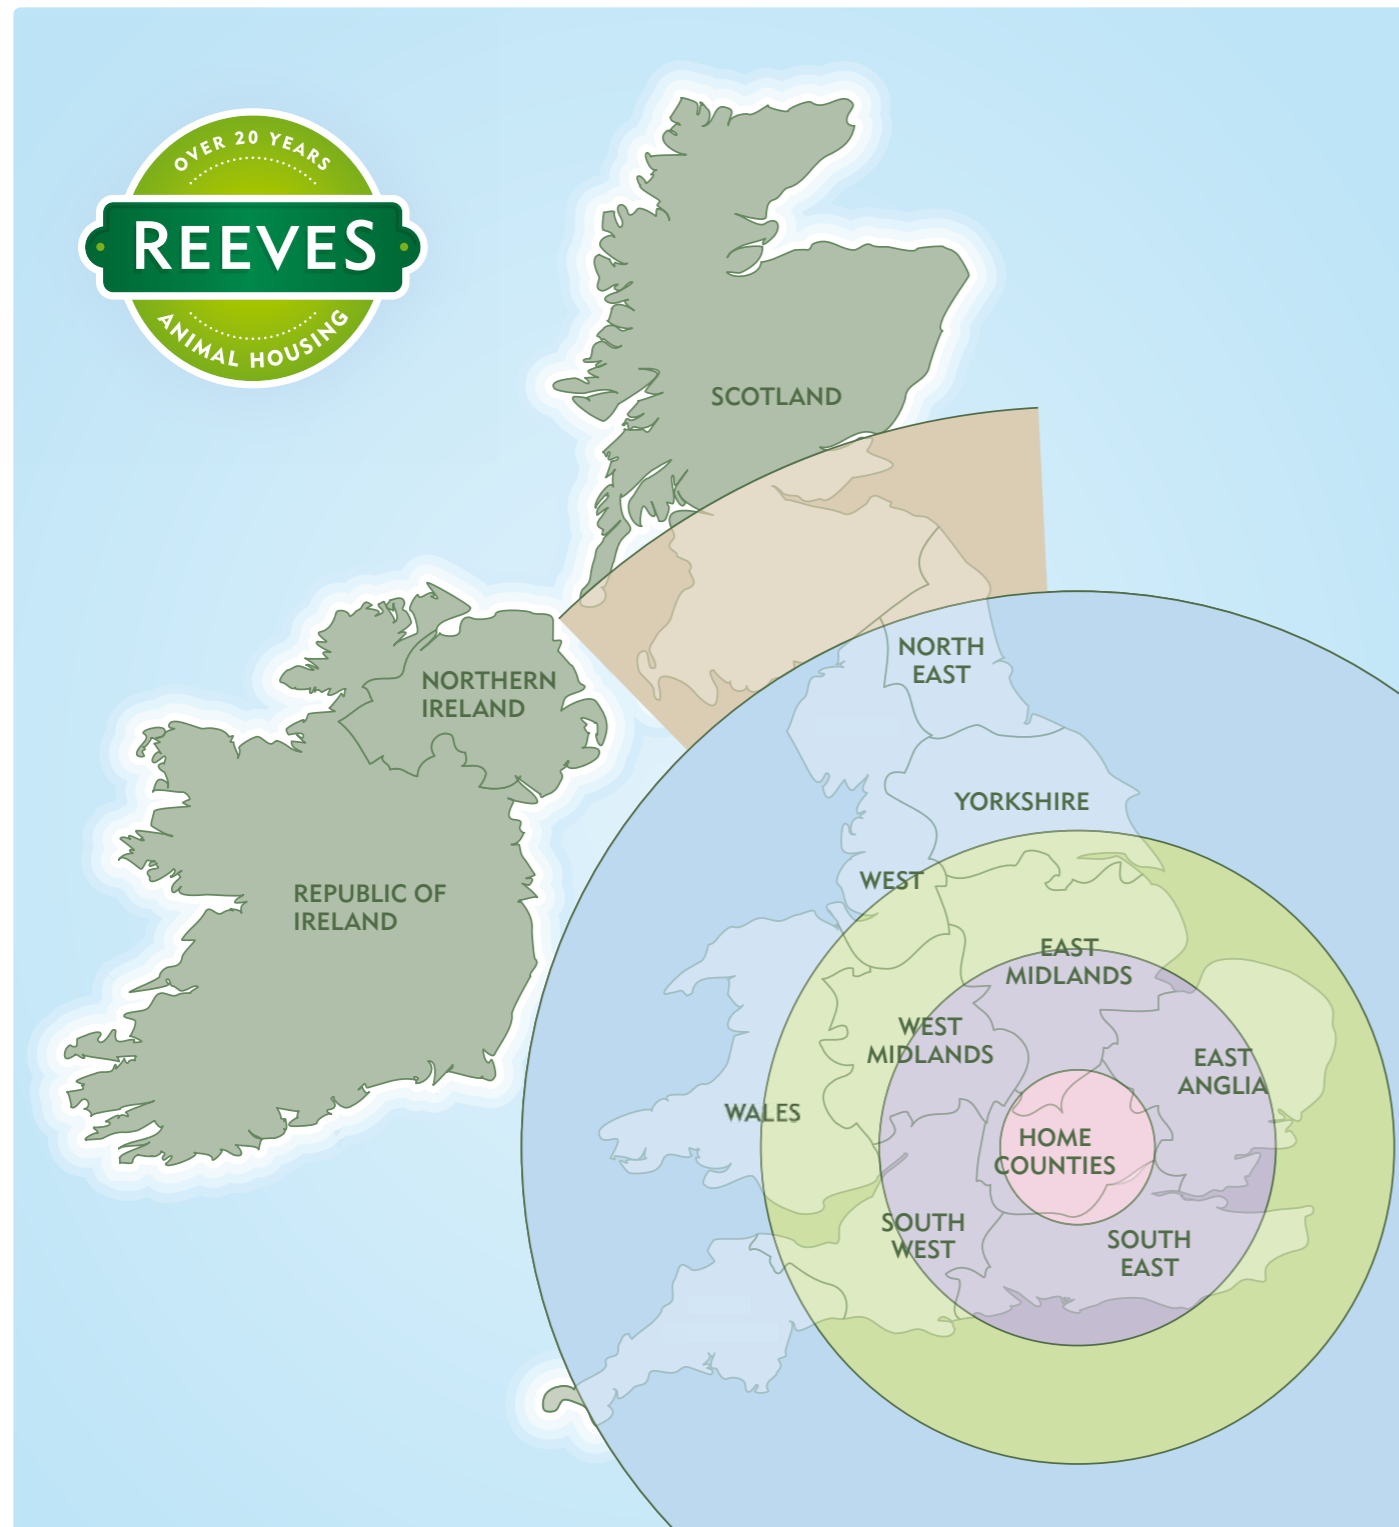 OVER 20 YEARS
REEVES
ANIMAL HOUSING
SCOTLAND
NORTH
EAST
NORTHERN
IRELAND
YORKSHIRE
WEST
REPUBLIC OF
IRELAND
EAST
MIDLANDS
WEST
MIDLANDS
EAST
ANGLIA
WALES
HOME
COUNTIES
SOUTH
WEST
SOUTH
EAST